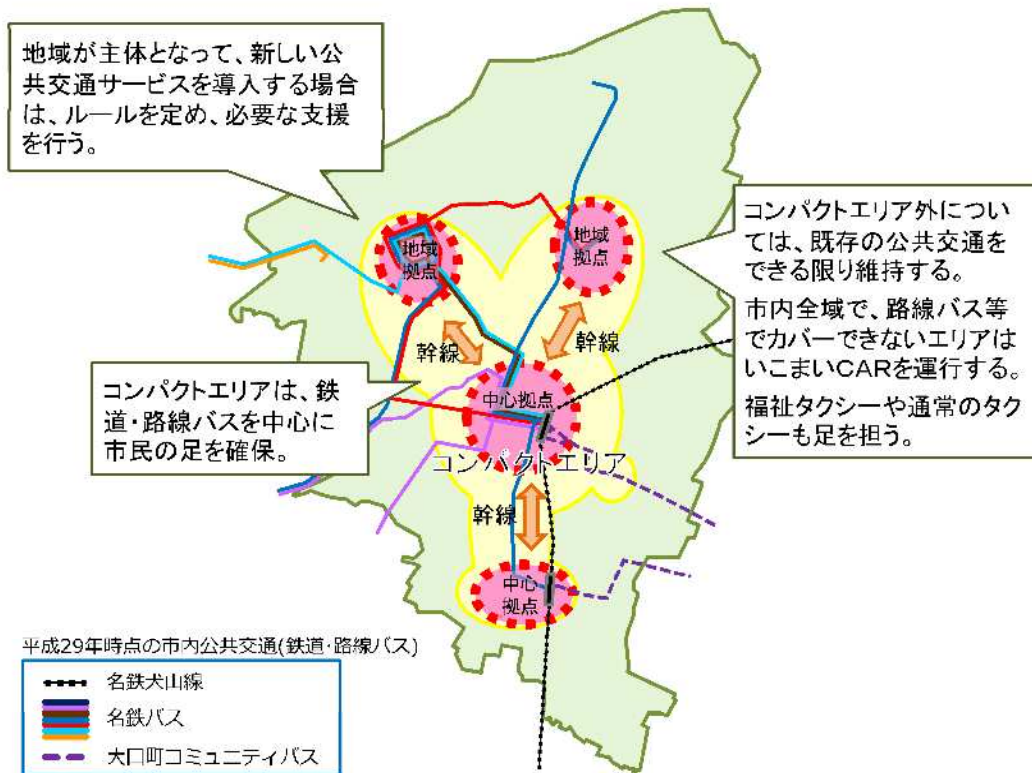 地域が主体となって、新しい公
共交通サービスを導入する場合
は、ルールを定め、必要な支援
を行う。
コンパクトエリア外につい
ては、既存の公共交通を
できる限り維持する。
市内全域で、路線バス等
でカバーできないエリアは
いこまいCARを運行する。
福祉タクシーや通常のタク
シーも足を担う。
地域
拠点
地域
拠点
幹線
幹線
コンパクトエリアは、鉄
道・路線バスを中心に
市民の足を確保。
中心拠点
コンパクトエリア
幹線
中心
拠点
平成29年時点の市内公共交通(鉄道・路線バス)
名鉄犬山線
名鉄バス
大口町コミュニティバス